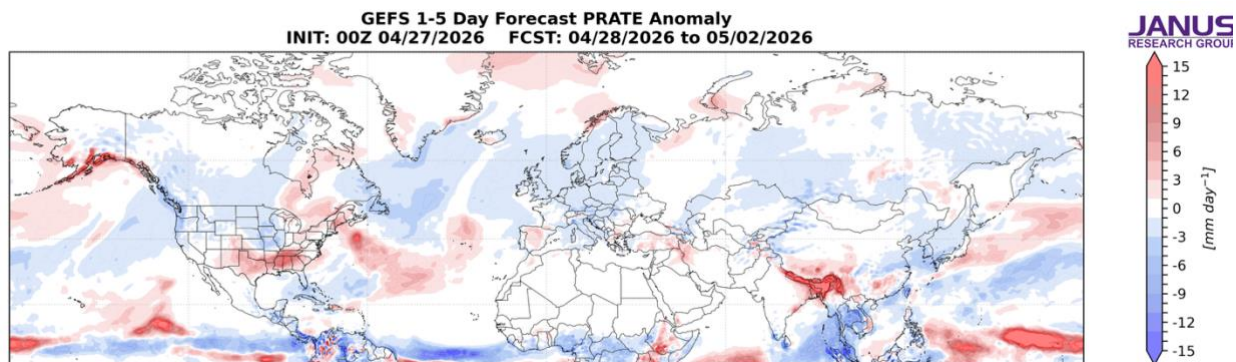 GEFS 1-5 Day Forecast PRATE Anomaly
INIT: 00Z 04/27/2026 FCST: 04/28/2026 to 05/02/2026
JANUS
RESEARCH GROUP
15
12
9
6
3
0
-3
-6
-9
-12
-15
[mm day⁻¹]